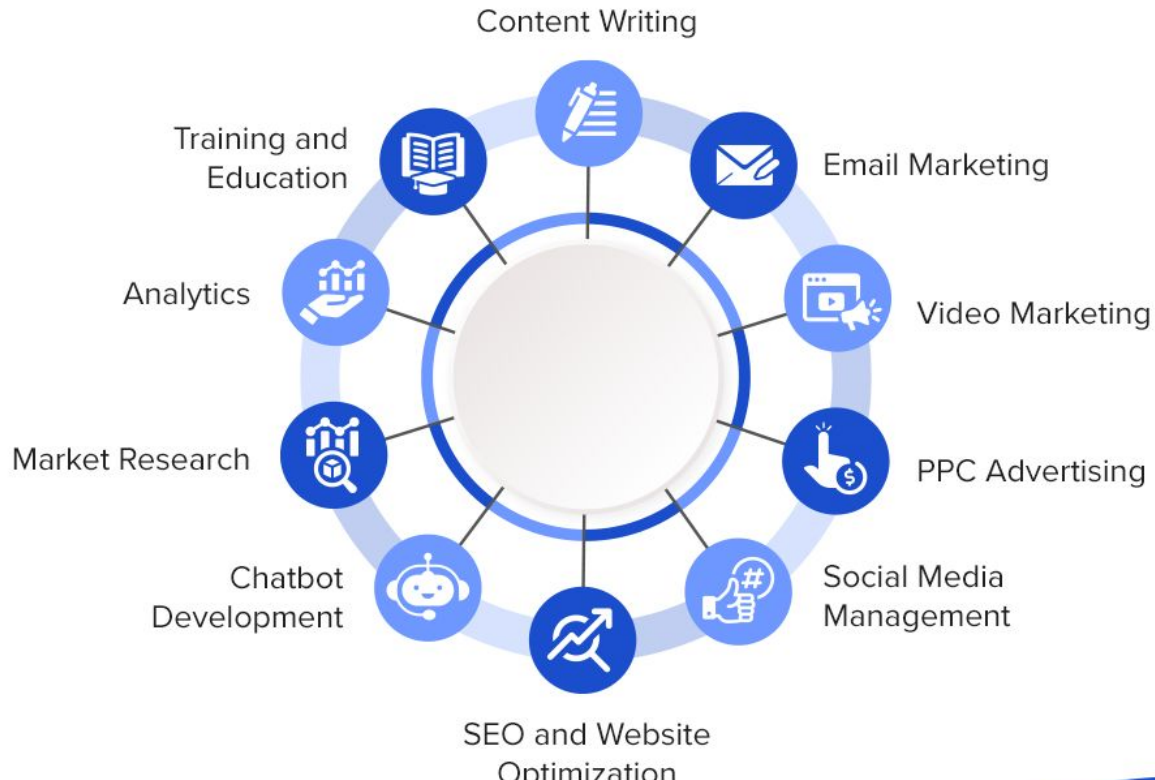 Content Writing
Email Marketing
Video Marketing
PPC Advertising
Social Media
Management
SEO and Website
Optimization
Chatbot
Development
Market Research
Analytics
Training and
Education
#
$